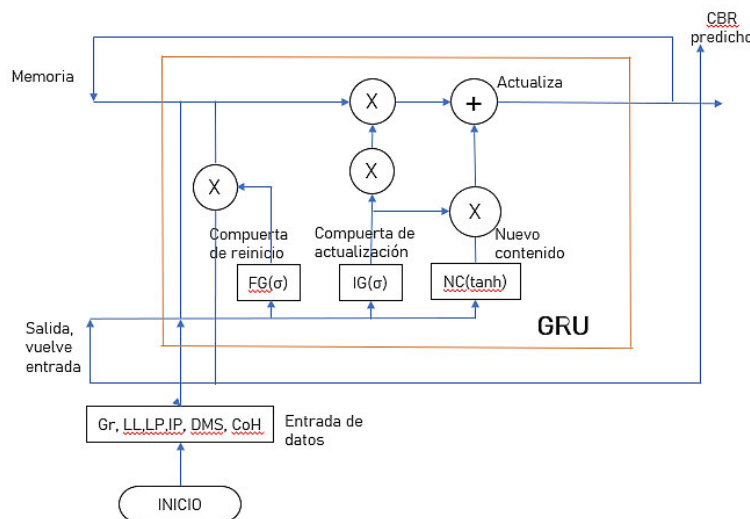 CBR
predicho
Memoria
Actualiza
X
+
X
X
X
Compuerta
de reinicio
Compuerta de
actualización
Nuevo
contenido
FG(σ)
IG(σ)
NC(tanh)
GRU
Salida,
vuelve
entrada
Gr, LL,LP,IP, DMS, CoH
Entrada de
datos
INICIO